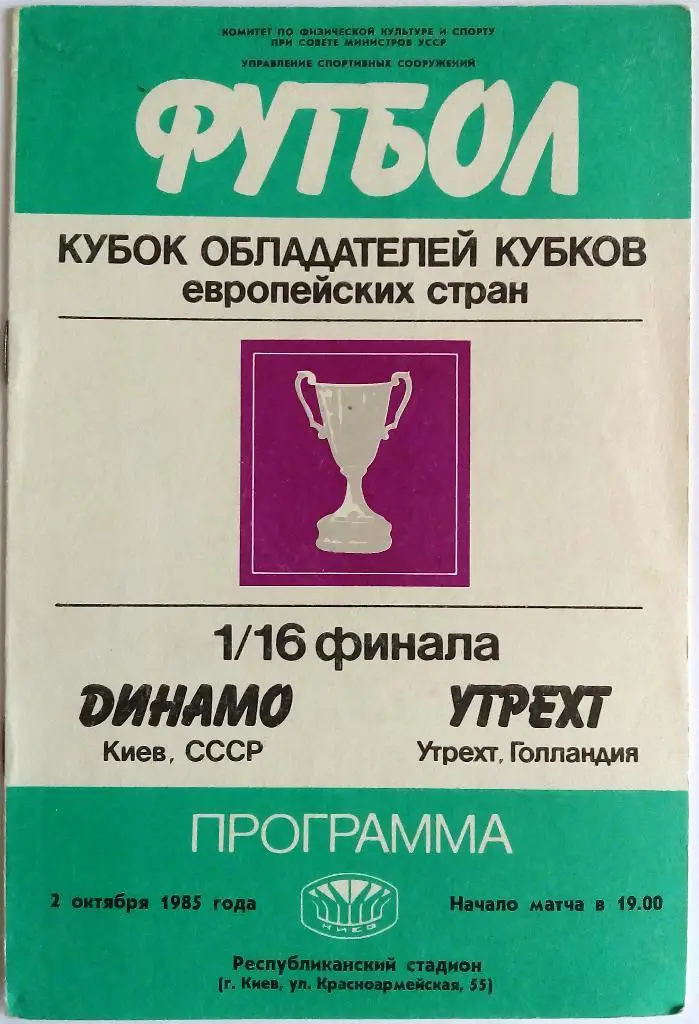 КОМИТЕТ ПО ФИЗИЧЕСКОЙ КУЛЬТУРЕ И СПОРТУ
ПРИ СОВЕТЕ МИНИСТРОВ УССР
УПРАВЛЕНИЕ СПОРТИВНЫХ СООРУЖЕНИЙ
ФУТБОЛ
КУБОК ОБЛАДАТЕЛЕЙ КУБКОВ
европейских стран
1/16 финала
ДИНАМО УТРЕХТ
Киев, СССР Утрехт, Голландия
ПРОГРАММА
2 октября 1985 года Начало матча в 19.00
КИЕВ
Республиканский стадион
(г. Киев, ул. Красноармейская, 55)